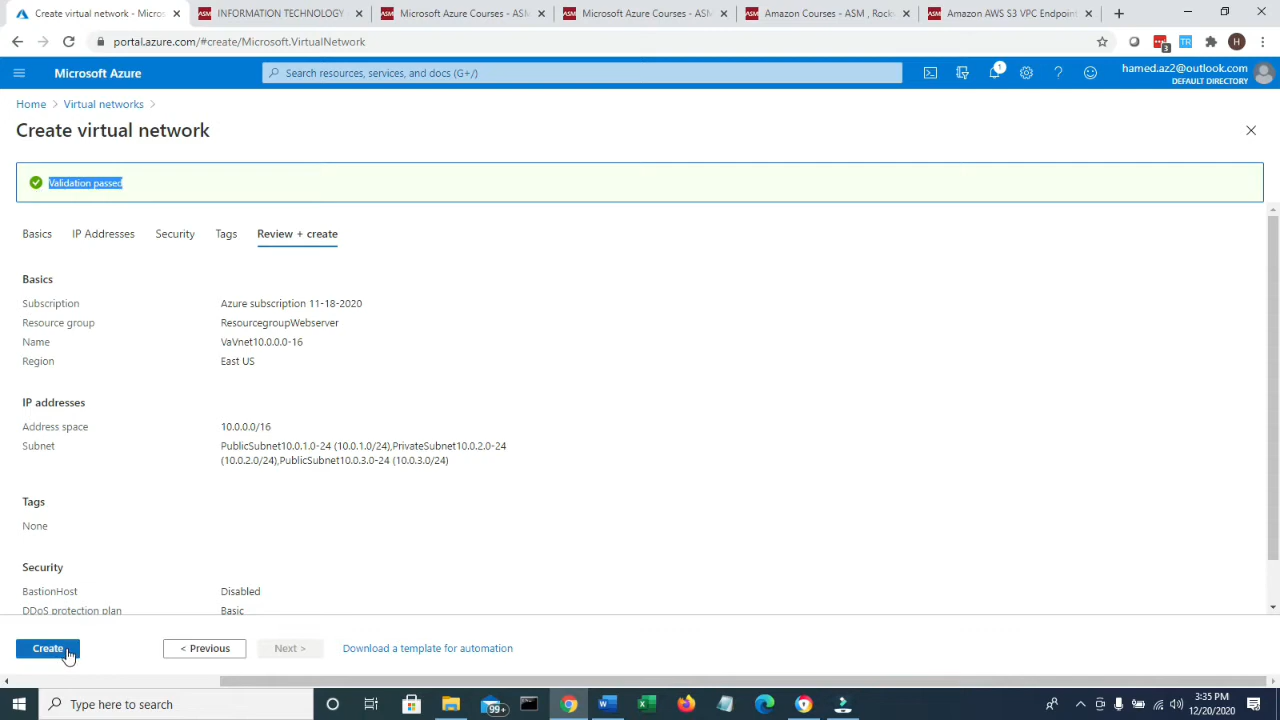 Create virtual network - Micros
INFORMATION TECHNOLOGY
Microsoft Azure Courses - ASM
Microsoft Azure Courses - ASM
Amazon Courses - ASM , Rock
Amazon AWS S3 VPC Endpoint
portal.azure.com/#create/Microsoft.VirtualNetwork
3
TR
H
Microsoft Azure
Search resources, services, and docs (G+/)
1
hamed.az2@outlook.com
DEFAULT DIRECTORY
Home > Virtual networks >
Create virtual network
Validation passed
Basics IP Addresses Security Tags Review + create
Basics
Subscription Azure subscription 11-18-2020
Resource group ResourcegroupWebserver
Name VaVnet10.0.0.0-16
Region East US
IP addresses
Address space 10.0.0.0/16
Subnet PublicSubnet10.0.1.0-24 (10.0.1.0/24),PrivateSubnet10.0.2.0-24
(10.0.2.0/24),PublicSubnet10.0.3.0-24 (10.0.3.0/24)
Tags
None
Security
BastionHost Disabled
DDoS protection plan Basic
Create < Previous Next > Download a template for automation
Type here to search
99+
3:35 PM
12/20/2020